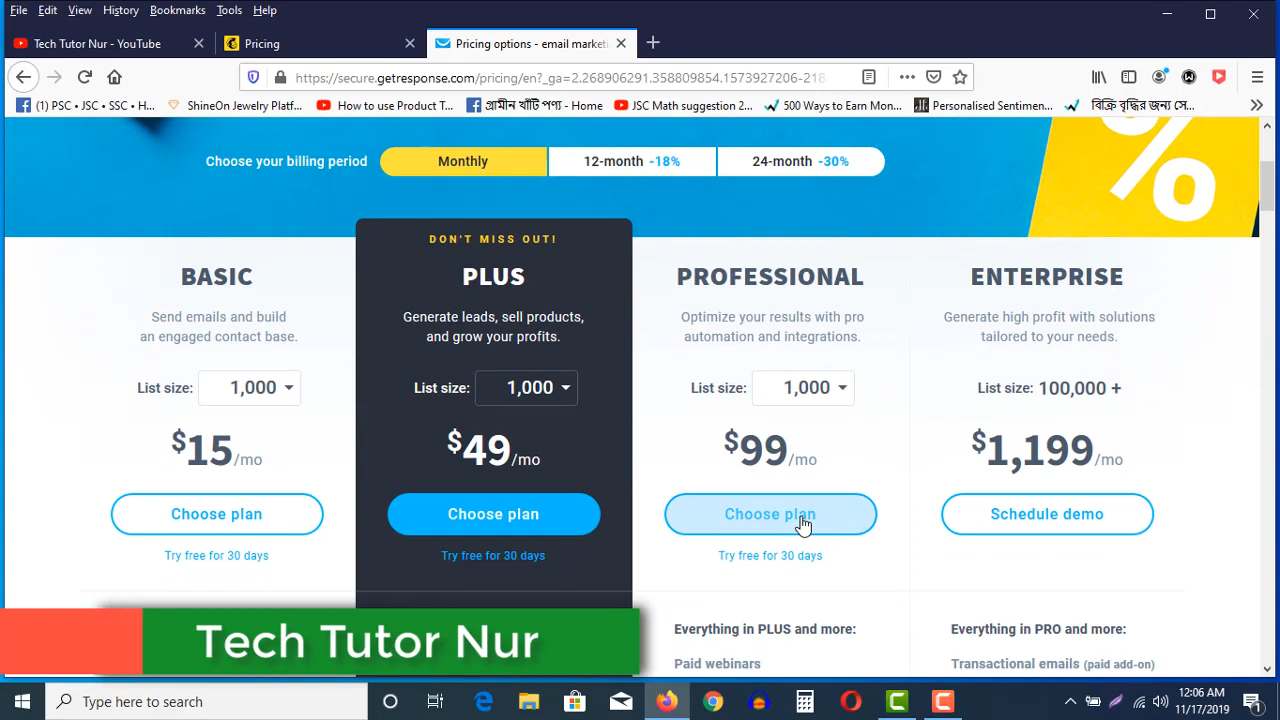 File Edit View History Bookmarks Tools Help
Tech Tutor Nur - YouTube
Pricing
Pricing options - email market
https://secure.getresponse.com/pricing/en?_ga=2.268906291.358809854.1573927206-218
(1) PSC • JSC • SSC • H...
ShineOn Jewelry Platf...
How to use Product T...
গ্রামীন খাঁটি পণ্য - Home
JSC Math suggestion 2...
500 Ways to Earn Mon...
Personalised Sentimen...
বিক্রি বৃদ্ধির জন্য সে...
Choose your billing period
Monthly
12-month -18%
24-month -30%
%
DON'T MISS OUT!
BASIC
Send emails and build
an engaged contact base.
List size: 1,000
$15/mo
Choose plan
Try free for 30 days
PLUS
Generate leads, sell products,
and grow your profits.
List size: 1,000
$49/mo
Choose plan
Try free for 30 days
PROFESSIONAL
Optimize your results with pro
automation and integrations.
List size: 1,000
$99/mo
Choose plan
Try free for 30 days
Everything in PLUS and more:
Paid webinars
ENTERPRISE
Generate high profit with solutions
tailored to your needs.
List size: 100,000 +
$1,199/mo
Schedule demo
Everything in PRO and more:
Transactional emails (paid add-on)
Tech Tutor Nur
Type here to search
12:06 AM
11/17/2019
1